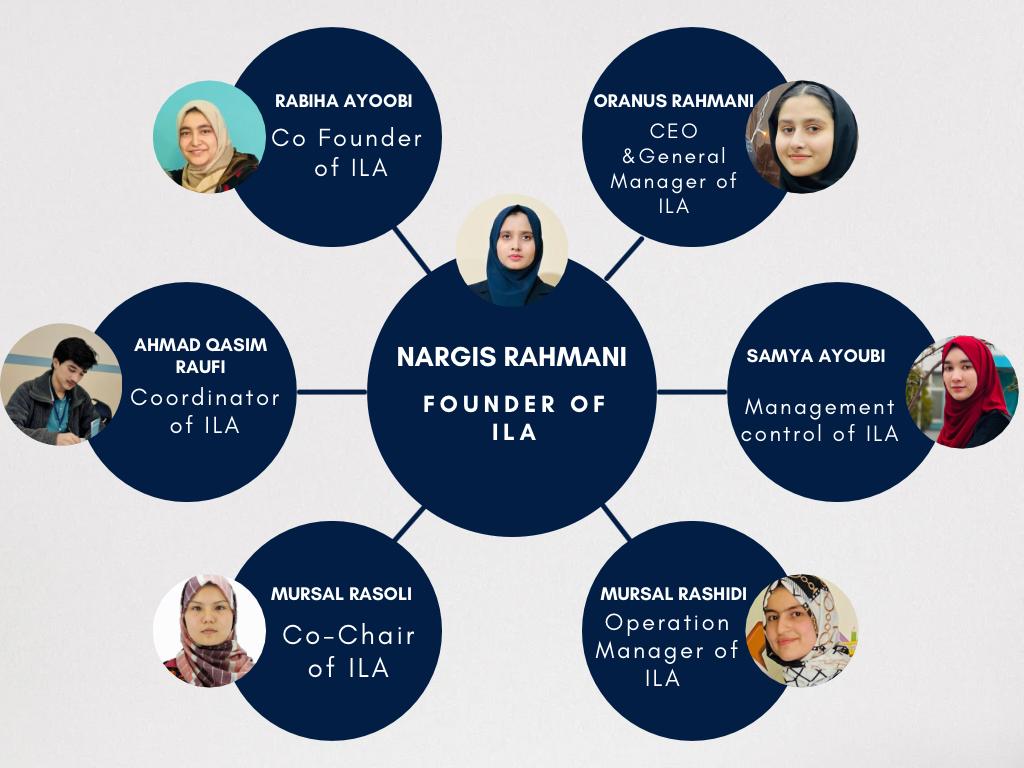 RABIHA AYOOBI
Co Founder
of ILA
ORANUS RAHMANI
CEO
&General
Manager of
ILA
AHMAD QASIM
RAUFI
Coordinator
of ILA
NARGIS RAHMANI
FOUNDER OF
ILA
SAMYA AYOUBI
Management
control of ILA
MURSAL RASOLI
Co-Chair
of ILA
MURSAL RASHIDI
Operation
Manager of
ILA